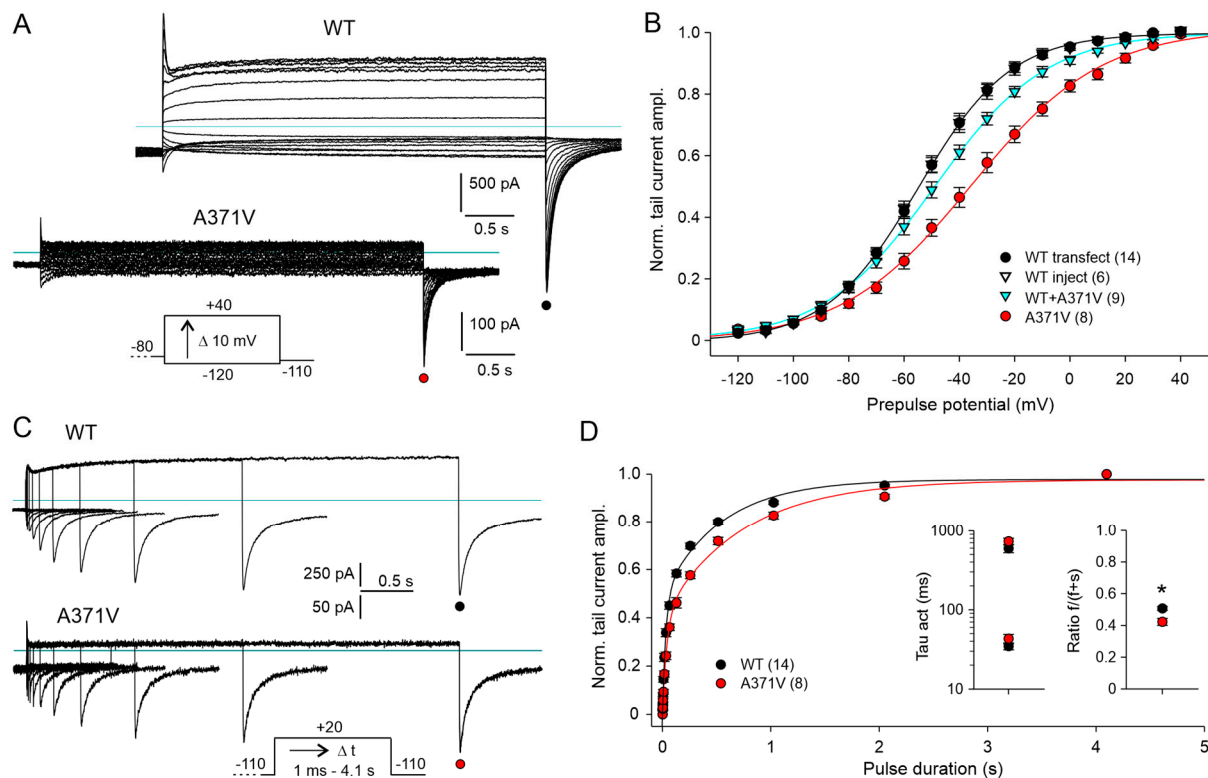 A
WT
500 pA
0.5 s
A371V
100 pA
0.5 s
+40
-80
Δ 10 mV
-110
-120
B
Norm. tail current ampl.
1.0
0.8
0.6
0.4
0.2
0
WT transfect (14)
WT inject (6)
WT+A371V (9)
A371V (8)
-120 -100 -80 -60 -40 -20 0 20 40
Prepulse potential (mV)
C
WT
250 pA
0.5 s
50 pA
A371V
+20
-110
Δ t
-110
1 ms - 4.1 s
D
Norm. tail current ampl.
1.0
0.8
0.6
0.4
0.2
0
WT (14)
A371V (8)
Tau act (ms)
1000
100
10
Ratio f/(f+s)
1.0
0.8
0.6
0.4
0.2
0
*
0 1 2 3 4 5
Pulse duration (s)